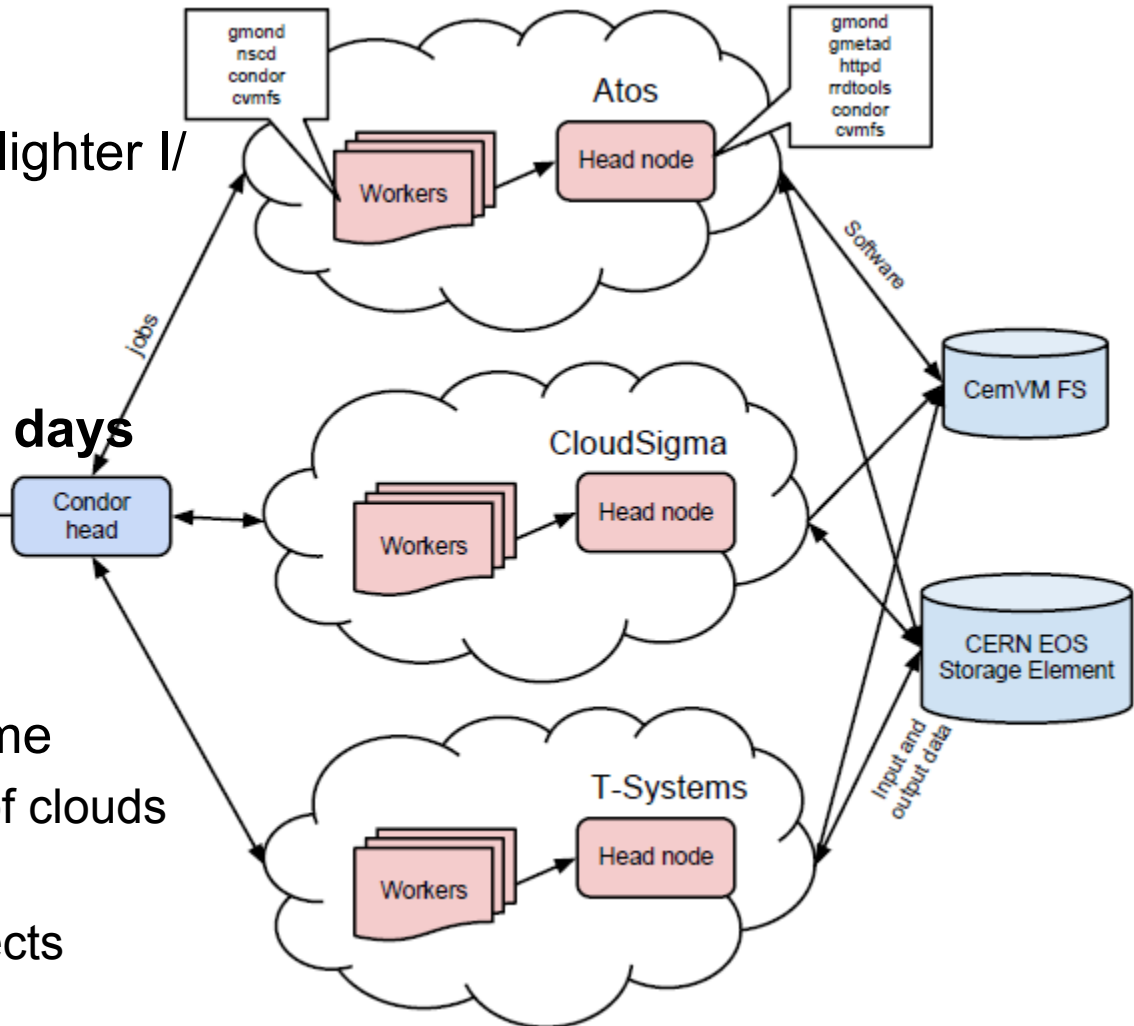 gmond
nscd
condor
cvmfs
gmond
gmetad
httpd
rrdtools
condor
cvmfs
Atos
lighter I/
Workers
Head node
Software
jobs
CernVM FS
days
CloudSigma
Condor
head
Workers
Head node
CERN EOS
Storage Element
me
of clouds
ects
Input and
output data
T-Systems
Workers
Head node